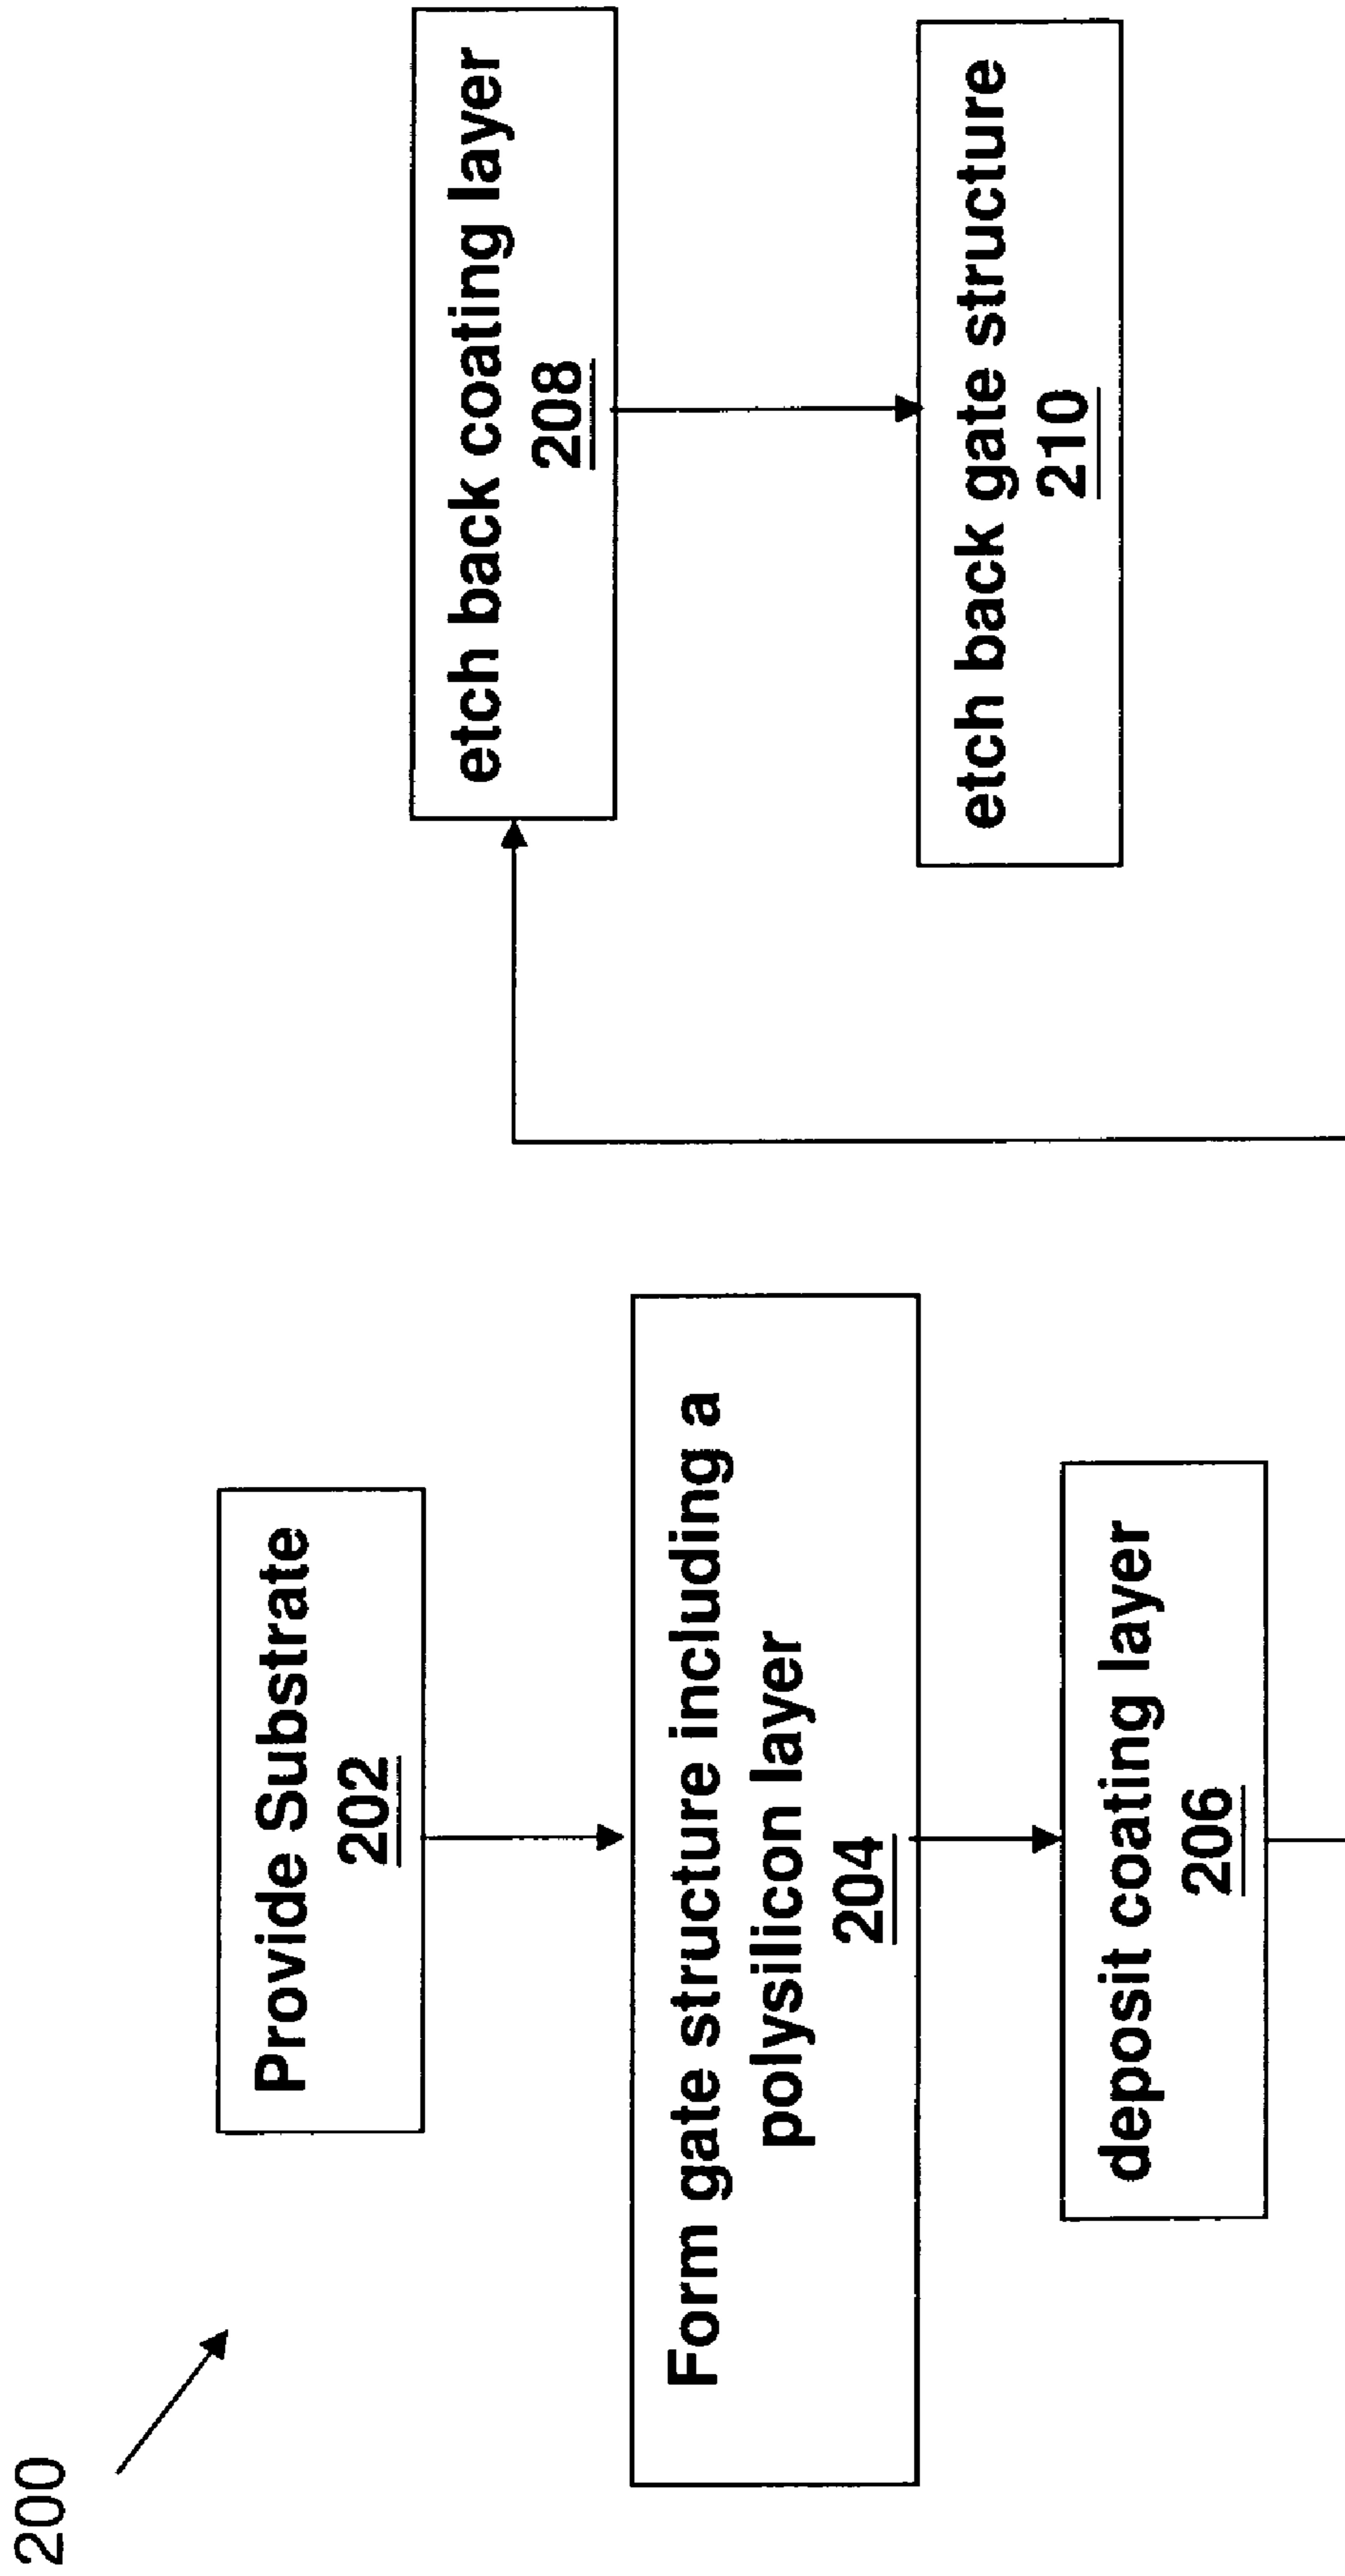 200
Provide Substrate
202
Form gate structure including a
polysilicon layer
204
deposit coating layer
206
etch back coating layer
208
etch back gate structure
210